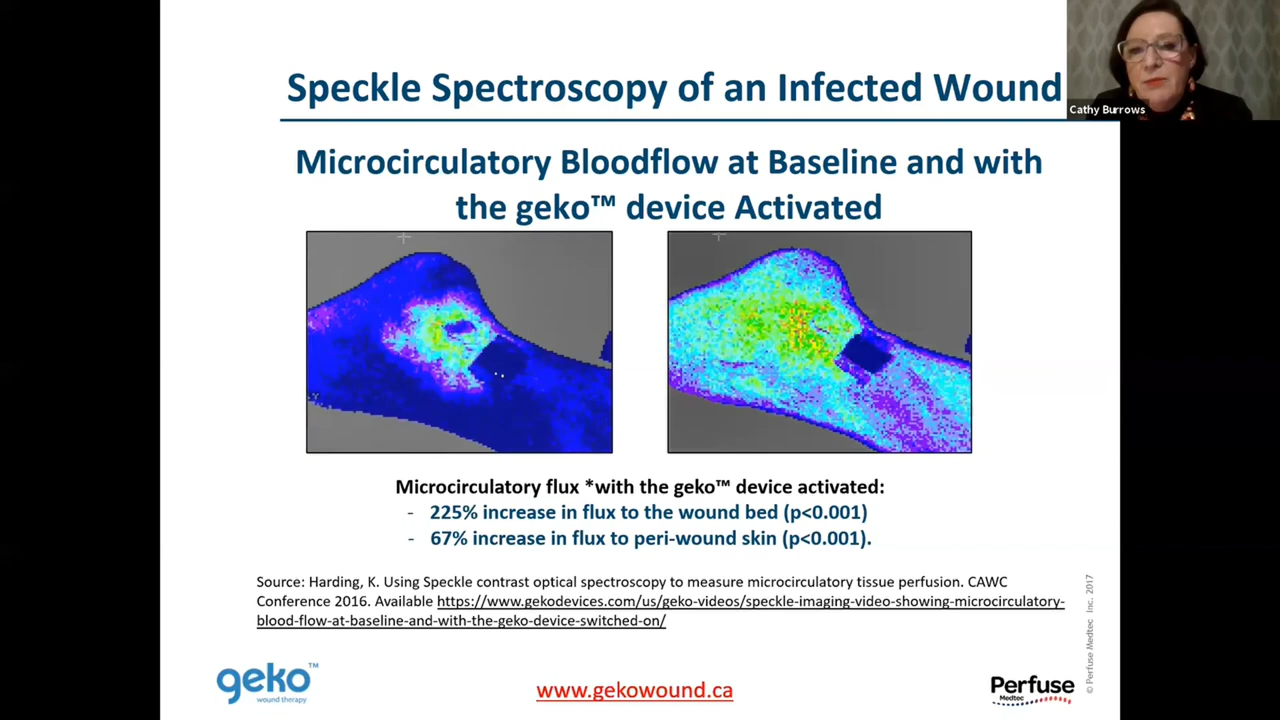 Speckle Spectroscopy of an Infected Wound
Cathy Burrows
Microcirculatory Bloodflow at Baseline and with
the geko™ device Activated
Microcirculatory flux *with the geko™ device activated:
- 225% increase in flux to the wound bed (p<0.001)
- 67% increase in flux to peri-wound skin (p<0.001).
Source: Harding, K. Using Speckle contrast optical spectroscopy to measure microcirculatory tissue perfusion. CAWC
Conference 2016. Available https://www.gekodevices.com/us/geko-videos/speckle-imaging-video-showing-microcirculatory-
blood-flow-at-baseline-and-with-the-geko-device-switched-on/
© Perfuse Medtec Inc. 2017
geko™
wound therapy
www.gekowound.ca
Perfuse
Medtec